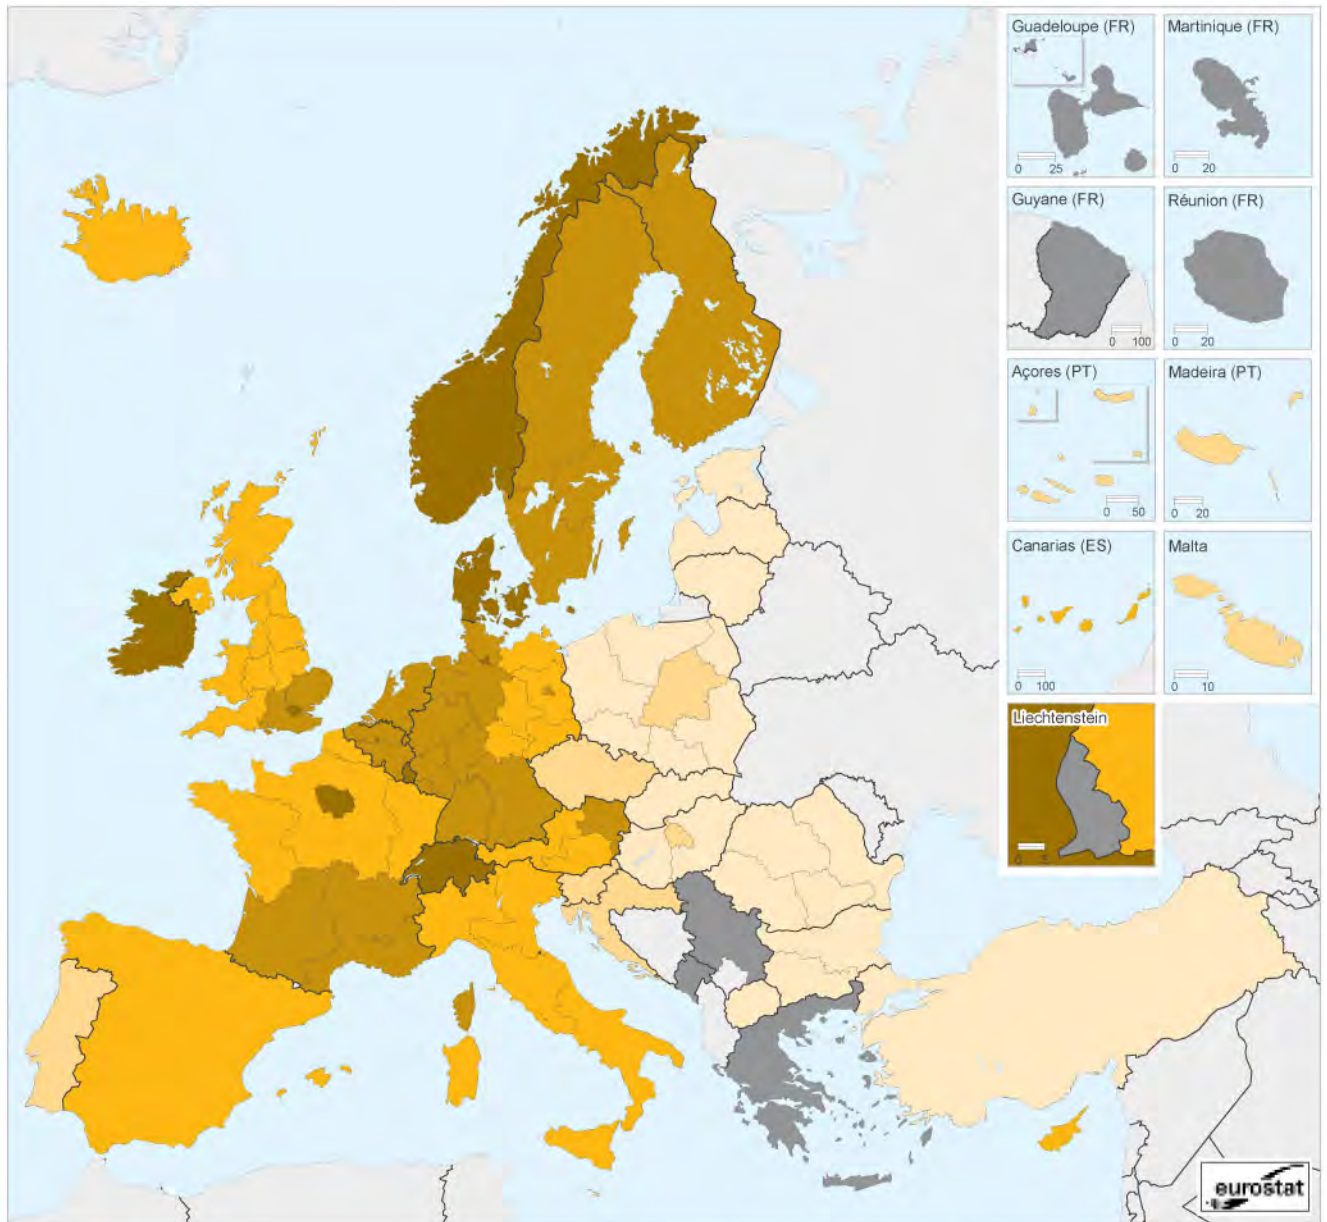 Guadeloupe (FR)
0 25
Martinique (FR)
0 20
Guyane (FR)
0 100
Réunion (FR)
0 20
Açores (PT)
0 50
Madeira (PT)
0 20
Canarias (ES)
0 100
Malta
0 10
Liechtenstein
0 5
eurostat